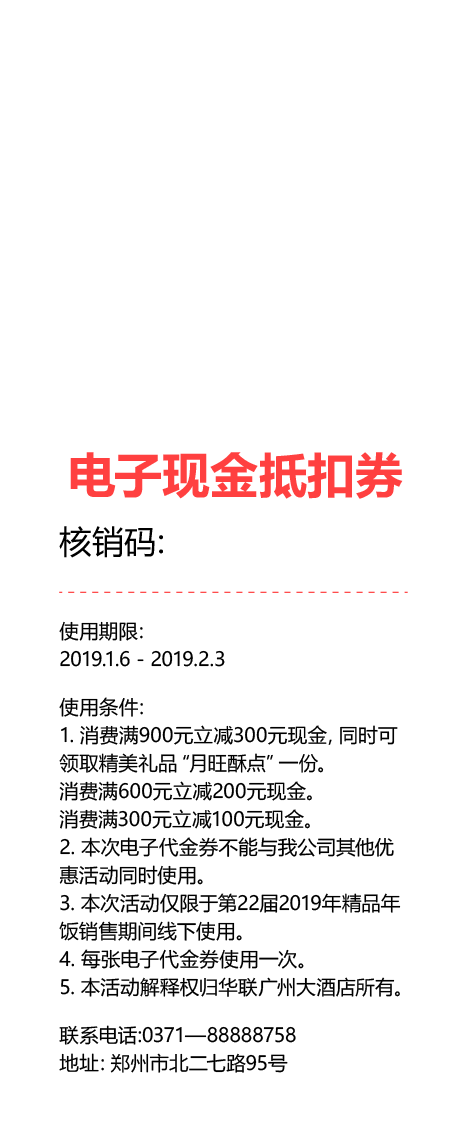 电子现金抵扣券
核销码:
使用期限:
2019.1.6 - 2019.2.3
使用条件:
1. 消费满900元立减300元现金, 同时可
领取精美礼品 "月旺酥点" 一份。
消费满600元立减200元现金。
消费满300元立减100元现金。
2. 本次电子代金券不能与我公司其他优
惠活动同时使用。
3. 本次活动仅限于第22届2019年精品年
饭销售期间线下使用。
4. 每张电子代金券使用一次。
5. 本活动解释权归华联广州大酒店所有。
联系电话:0371—88888758
地址: 郑州市北二七路95号